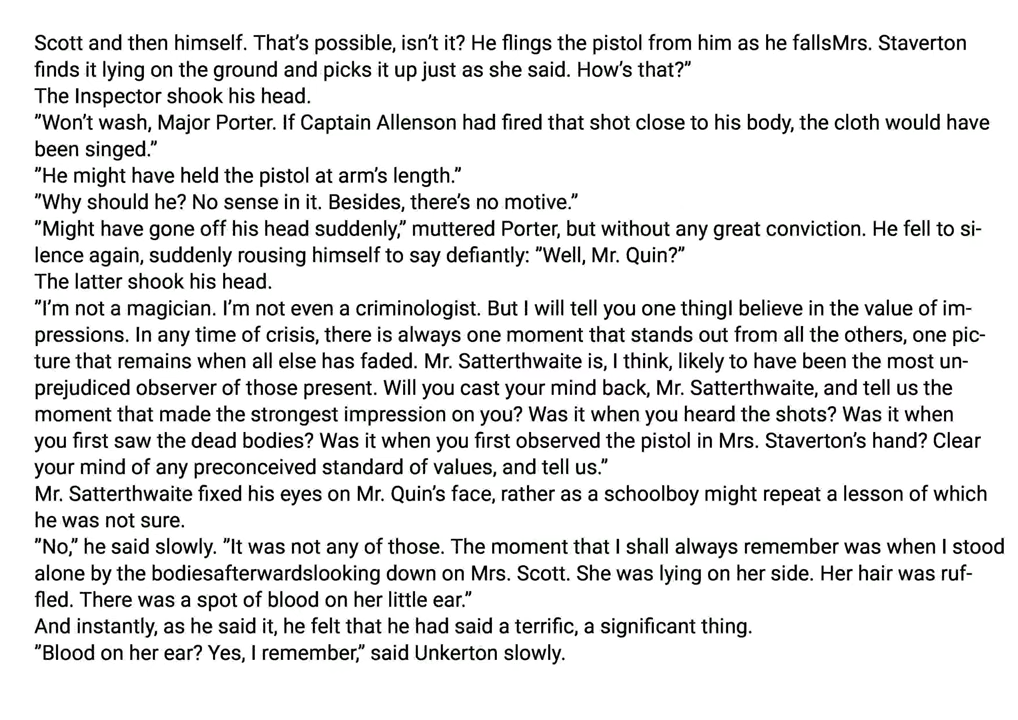 Scott and then himself. That’s possible, isn’t it? He flings the pistol from him as he fallsMrs. Staverton
finds it lying on the ground and picks it up just as she said. How’s that?”
The Inspector shook his head.
”Won’t wash, Major Porter. If Captain Allenson had fired that shot close to his body, the cloth would have
been singed.”
”He might have held the pistol at arm’s length.”
”Why should he? No sense in it. Besides, there’s no motive.”
”Might have gone off his head suddenly,” muttered Porter, but without any great conviction. He fell to si-
lence again, suddenly rousing himself to say defiantly: ”Well, Mr. Quin?”
The latter shook his head.
”I’m not a magician. I’m not even a criminologist. But I will tell you one thingI believe in the value of im-
pressions. In any time of crisis, there is always one moment that stands out from all the others, one pic-
ture that remains when all else has faded. Mr. Satterthwaite is, I think, likely to have been the most un-
prejudiced observer of those present. Will you cast your mind back, Mr. Satterthwaite, and tell us the
moment that made the strongest impression on you? Was it when you heard the shots? Was it when
you first saw the dead bodies? Was it when you first observed the pistol in Mrs. Staverton’s hand? Clear
your mind of any preconceived standard of values, and tell us.”
Mr. Satterthwaite fixed his eyes on Mr. Quin’s face, rather as a schoolboy might repeat a lesson of which
he was not sure.
”No,” he said slowly. ”It was not any of those. The moment that I shall always remember was when I stood
alone by the bodiesafterwardslooking down on Mrs. Scott. She was lying on her side. Her hair was ruf-
fled. There was a spot of blood on her little ear.”
And instantly, as he said it, he felt that he had said a terrific, a significant thing.
”Blood on her ear? Yes, I remember,” said Unkerton slowly.